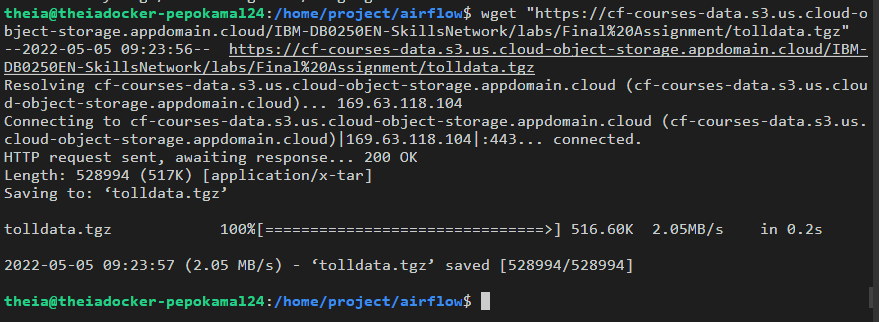 theia@theiadocker-pepokamal24:/home/project/airflow$ wget "https://cf-courses-data.s3.us.cloud-o
bject-storage.appdomain.cloud/IBM-DB0250EN-SkillsNetwork/labs/Final%20Assignment/tolldata.tgz"
--2022-05-05 09:23:56--  https://cf-courses-data.s3.us.cloud-object-storage.appdomain.cloud/IBM-
DB0250EN-SkillsNetwork/labs/Final%20Assignment/tolldata.tgz
Resolving cf-courses-data.s3.us.cloud-object-storage.appdomain.cloud (cf-courses-data.s3.us.clou
d-object-storage.appdomain.cloud)... 169.63.118.104
Connecting to cf-courses-data.s3.us.cloud-object-storage.appdomain.cloud (cf-courses-data.s3.us.
cloud-object-storage.appdomain.cloud)|169.63.118.104|:443... connected.
HTTP request sent, awaiting response... 200 OK
Length: 528994 (517K) [application/x-tar]
Saving to: ‘tolldata.tgz’
tolldata.tgz         100%[===============================>] 516.60K  2.05MB/s    in 0.2s
2022-05-05 09:23:57 (2.05 MB/s) - ‘tolldata.tgz’ saved [528994/528994]
theia@theiadocker-pepokamal24:/home/project/airflow$